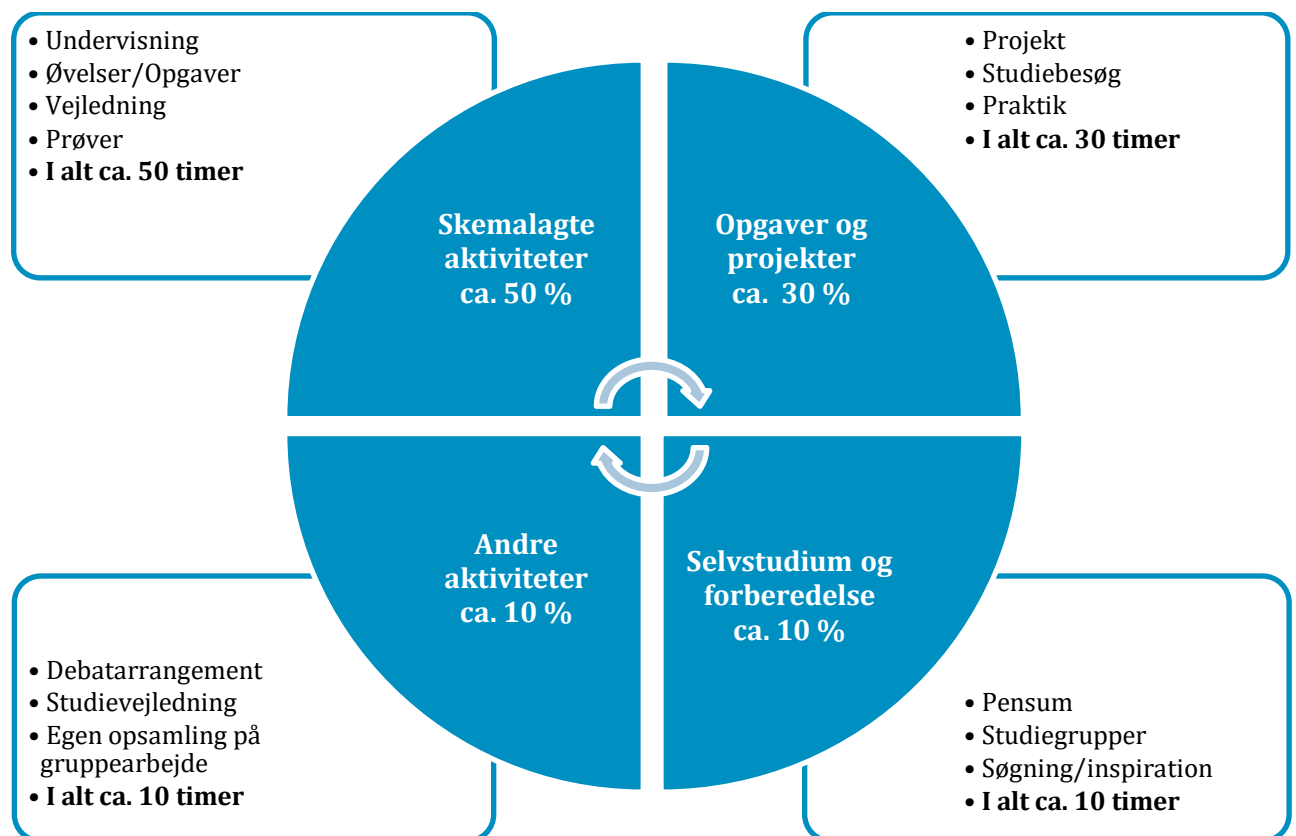 • Undervisning
• Øvelser/Opgaver
• Vejledning
• Prøver
• I alt ca. 50 timer
• Projekt
• Studiebesøg
• Praktik
• I alt ca. 30 timer
Skemalagte
aktiviteter
ca. 50 %
Opgaver og
projekter
ca. 30 %
Andre
aktiviteter
ca. 10 %
Selvstudium og
forberedelse
ca. 10 %
• Debatarrangement
• Studievejledning
• Egen opsamling på
gruppearbejde
• I alt ca. 10 timer
• Pensum
• Studiegrupper
• Søgning/inspiration
• I alt ca. 10 timer